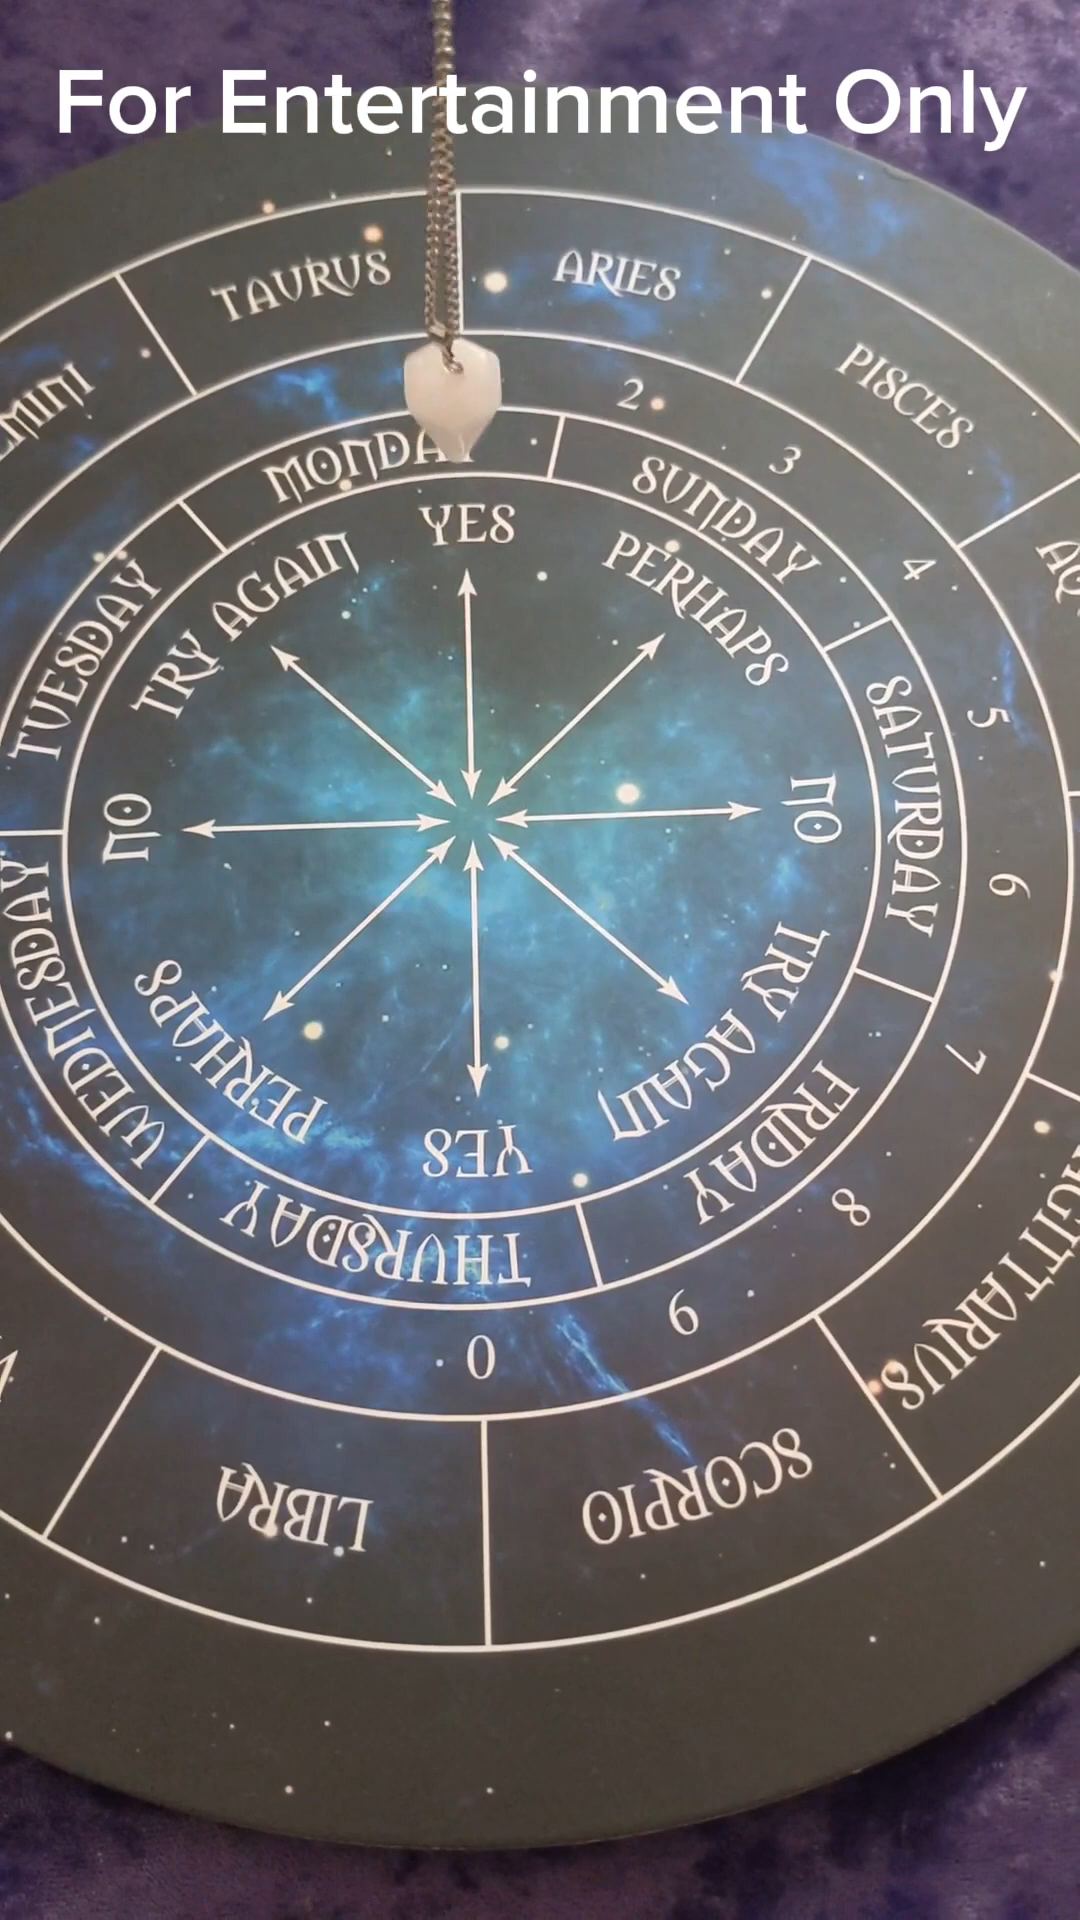 For Entertainment Only
TAURUS
ARIES
PISCES
2
3
4
5
6
7
8
9
0
MONDAY
SUNDAY
SATURDAY
FRIDAY
THURSDAY
WEDNESDAY
TUESDAY
YES
PERHAPS
NO
TRY AGAIN
YES
PERHAPS
NO
TRY AGAIN
SCORPIO
LIBRA